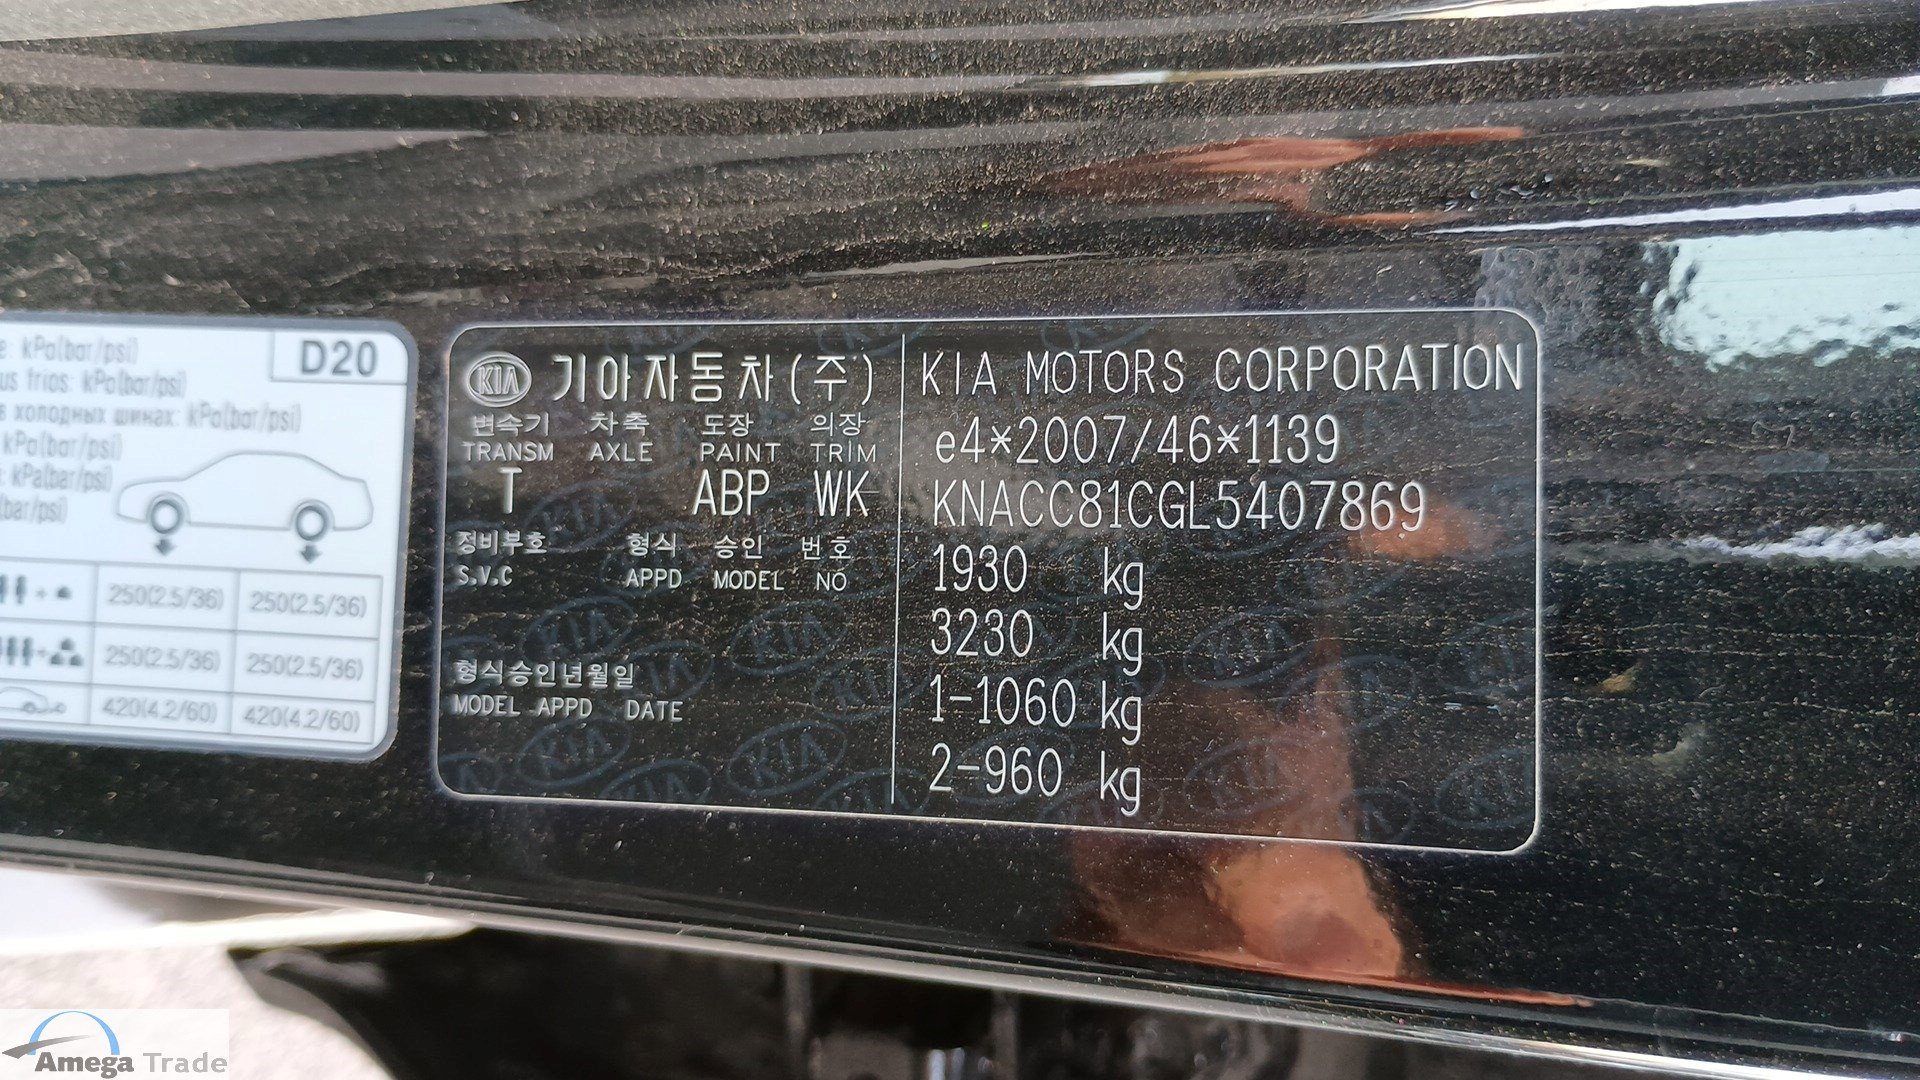 e: kPa(bar/psi)
us frios: kPa(bar/psi)
в холодных шинах: kPa(bar/psi)
kPa(bar/psi)
: kPa(bar/psi)
(bar/psi)
D20
250(2.5/36) 250(2.5/36)
250(2.5/36) 250(2.5/36)
420(4.2/60) 420(4.2/60)
KIA 기아자동차(주)
변속기 차축 도장 의장
TRANSM AXLE PAINT TRIM
T ABP WK
정비부호 형식 승인 번호
S.V.C APPD MODEL NO
형식승인년월일
MODEL APPD DATE
KIA MOTORS CORPORATION
e4*2007/46*1139
KNACC81CGL5407869
1930 kg
3230 kg
1-1060 kg
2-960 kg
Amega Trade